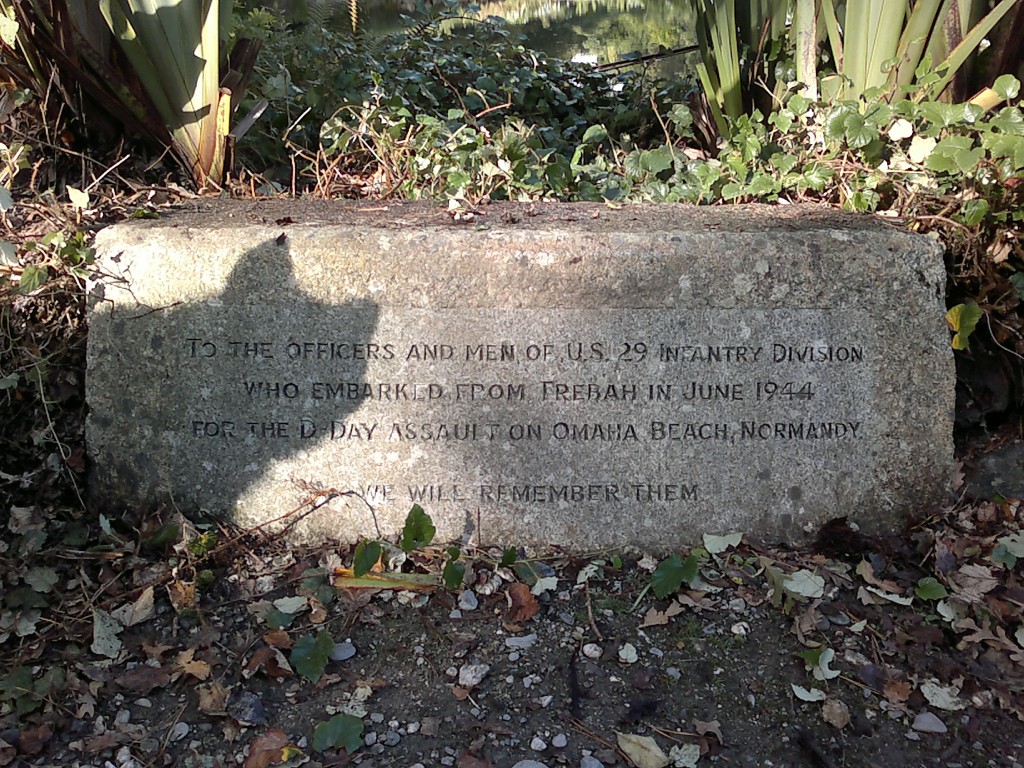 To the officers and men of U.S. 29 Infantry Division
who embarked from Trebah in June 1944
for the D-Day assault on Omaha Beach, Normandy.
We will remember them